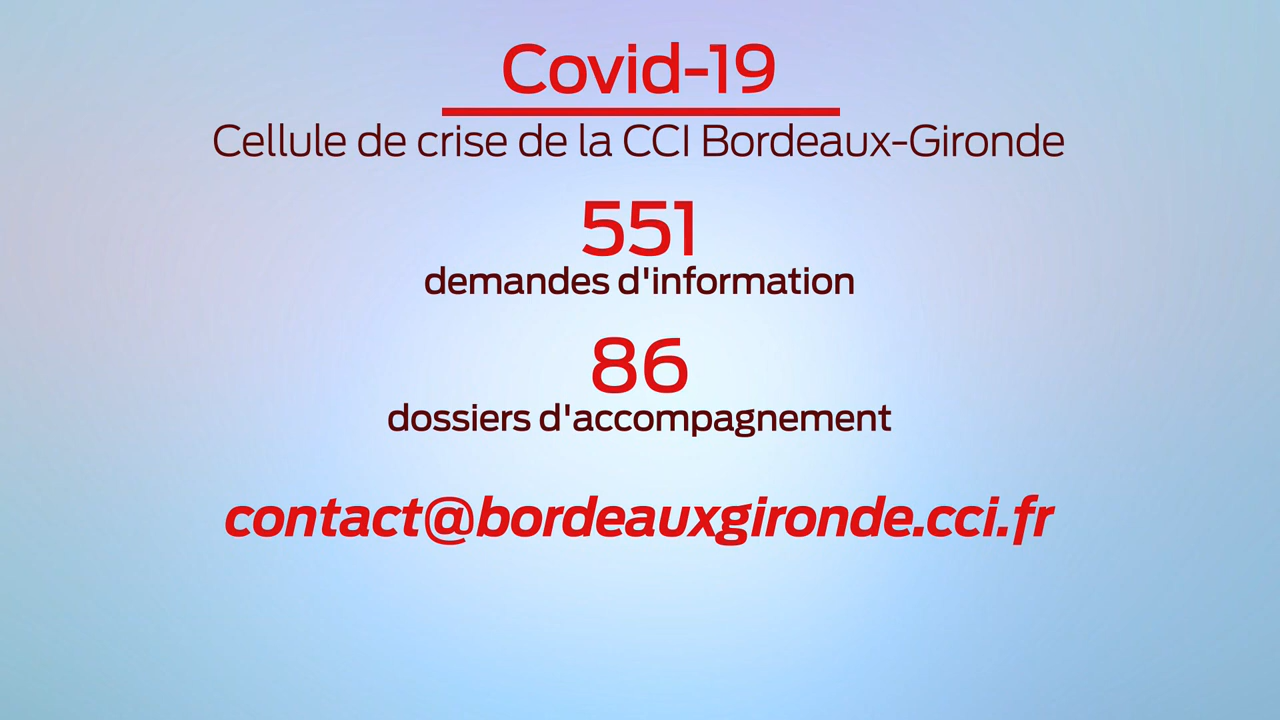 Covid-19
Cellule de crise de la CCI Bordeaux-Gironde
551
demandes d'information
86
dossiers d'accompagnement
contact@bordeauxgironde.cci.fr